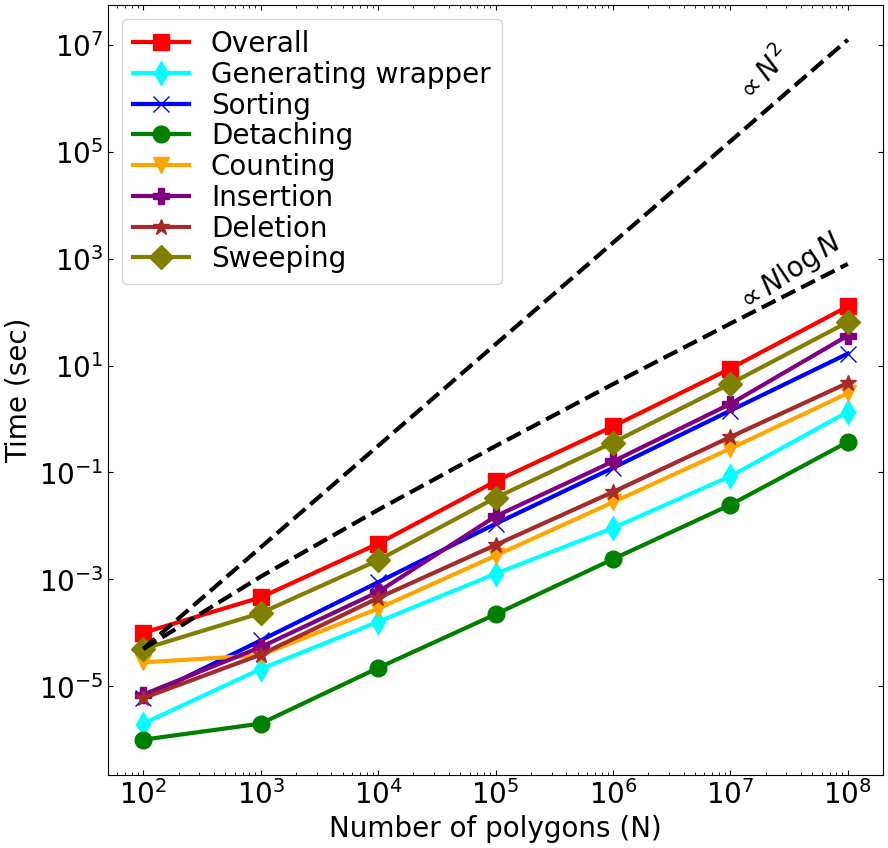 Overall
Generating wrapper
Sorting
Detaching
Counting
Insertion
Deletion
Sweeping
∝ N²
∝ N log N
10⁷
10⁵
10³
10¹
10⁻¹
10⁻³
10⁻⁵
Time (sec)
10² 10³ 10⁴ 10⁵ 10⁶ 10⁷ 10⁸
Number of polygons (N)